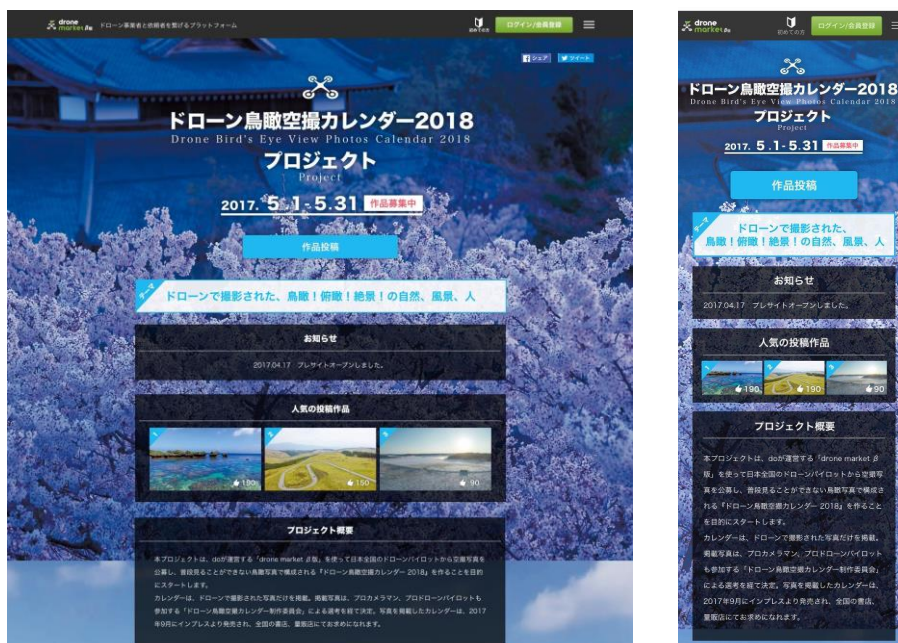 drone market βv ドローン事業者と依頼者を繋げるプラットフォーム
初めての方
ログイン/会員登録
シェア
ツイート
ドローン鳥瞰空撮カレンダー2018
Drone Bird's Eye View Photos Calendar 2018
プロジェクト
Project
2017. 5.1-5.31 作品募集中
作品投稿
テーマ
ドローンで撮影された、鳥瞰！俯瞰！絶景！の自然、風景、人
お知らせ
2017.04.17 プレサイトオープンしました。
人気の投稿作品
1 190
2 150
3 90
プロジェクト概要
本プロジェクトは、doが運営する「drone market β版」を使って日本全国のドローンパイロットから空撮写真を
公募し、普段見ることができない鳥瞰写真で構成される『ドローン鳥瞰空撮カレンダー 2018』を作ることを目的
にスタートします。
カレンダーは、ドローンで撮影された写真だけを掲載。掲載写真は、プロカメラマン、プロドローンパイロットも
参加する「ドローン鳥瞰空撮カレンダー制作委員会」による選考を経て決定。写真を掲載したカレンダーは、2017
年9月にインプレスより発売され、全国の書店、量販店にてお求めになれます。
drone market βv
初めての方
ログイン/会員登録
ドローン鳥瞰空撮カレンダー2018
Drone Bird's Eye View Photos Calendar 2018
プロジェクト
Project
2017. 5.1-5.31 作品募集中
作品投稿
テーマ
ドローンで撮影された、
鳥瞰！俯瞰！絶景！の自然、風景、人
お知らせ
2017.04.17 プレサイトオープンしました。
人気の投稿作品
1 190
2 190
3 90
プロジェクト概要
本プロジェクトは、doが運営する「drone market β
版」を使って日本全国のドローンパイロットから空撮写
真を公募し、普段見ることができない鳥瞰写真で構成さ
れる『ドローン鳥瞰空撮カレンダー 2018』を作ること
を目的にスタートします。
カレンダーは、ドローンで撮影された写真だけを掲載。
掲載写真は、プロカメラマン、プロドローンパイロット
も参加する「ドローン鳥瞰空撮カレンダー制作委員会」
による選考を経て決定。写真を掲載したカレンダーは、
2017年9月にインプレスより発売され、全国の書店、
量販店にてお求めになれます。